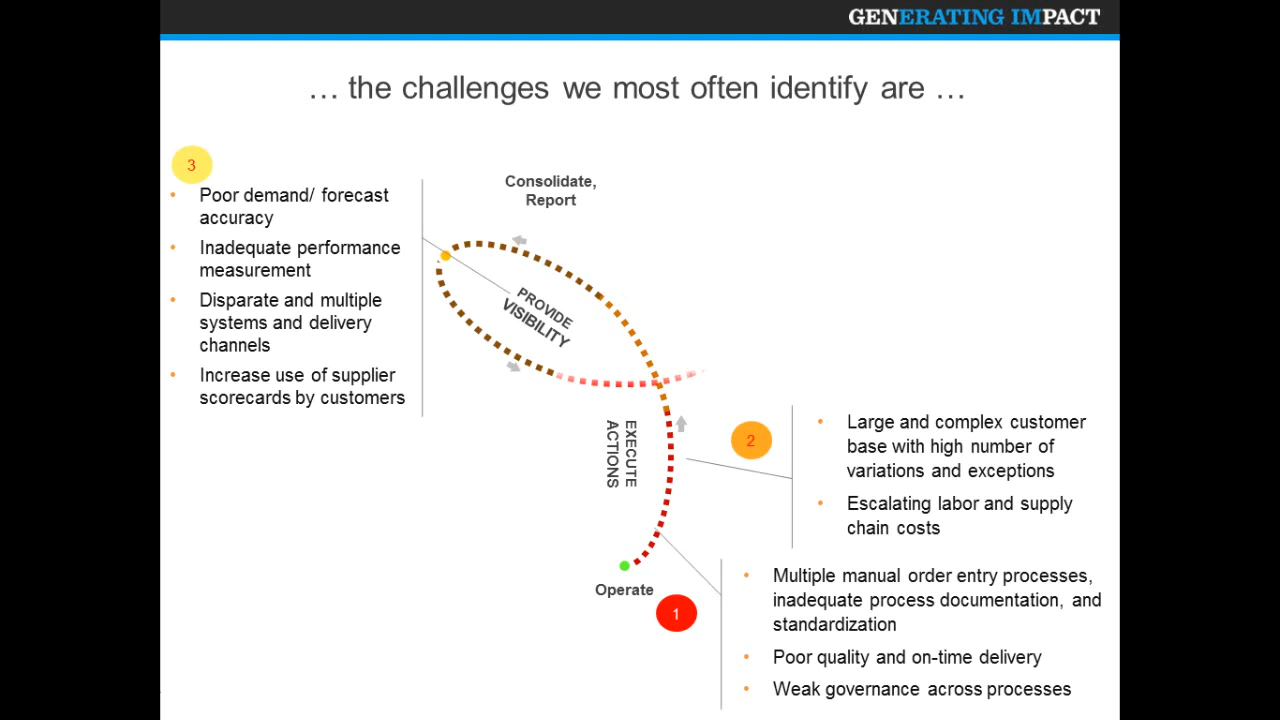 GENERATING IMPACT
… the challenges we most often identify are …
3
• Poor demand/ forecast
accuracy
• Inadequate performance
measurement
• Disparate and multiple
systems and delivery
channels
• Increase use of supplier
scorecards by customers
Consolidate,
Report
PROVIDE
VISIBILITY
EXECUTE
ACTIONS
2
• Large and complex customer
base with high number of
variations and exceptions
• Escalating labor and supply
chain costs
Operate
1
• Multiple manual order entry processes,
inadequate process documentation, and
standardization
• Poor quality and on-time delivery
• Weak governance across processes